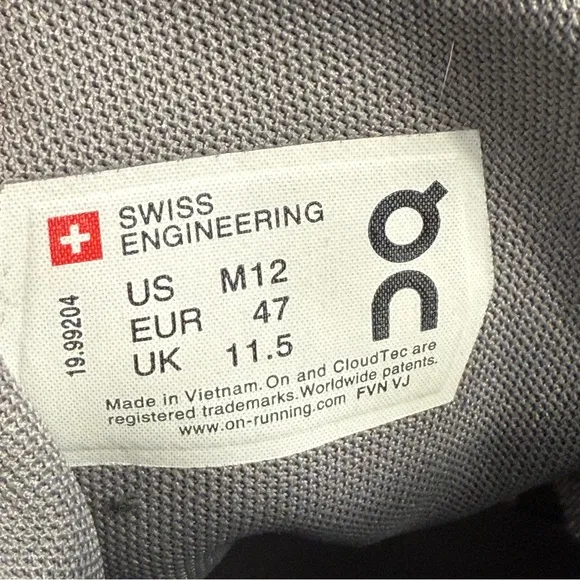 SWISS
ENGINEERING
US M12
EUR 47
UK 11.5
19.99204
Made in Vietnam. On and CloudTec are
registered trademarks. Worldwide patents.
www.on-running.com FVN VJ
On